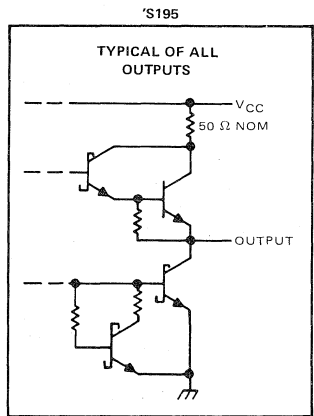 'S195
TYPICAL OF ALL
OUTPUTS
VCC
50 Ω NOM
OUTPUT